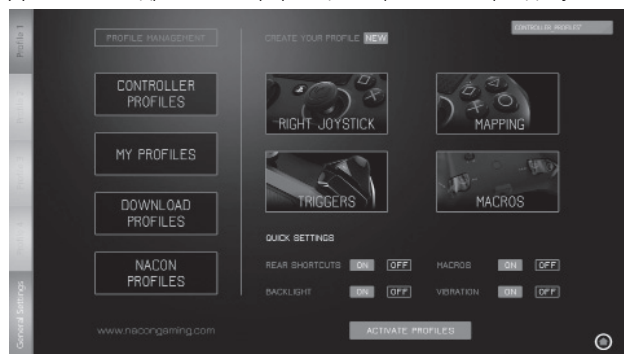 Profile 1
General Settings
PROFILE MANAGEMENT
CONTROLLER
PROFILES
MY PROFILES
DOWNLOAD
PROFILES
NACON
PROFILES
www.nacongaming.com
CREATE YOUR PROFILE NEW
CONTROLLER PROFILES
RIGHT JOYSTICK
MAPPING
TRIGGERS
MACROS
QUICK SETTINGS
REAR SHORTCUTS ON OFF
MACROS ON OFF
BACKLIGHT ON OFF
VIBRATION ON OFF
ACTIVATE PROFILES